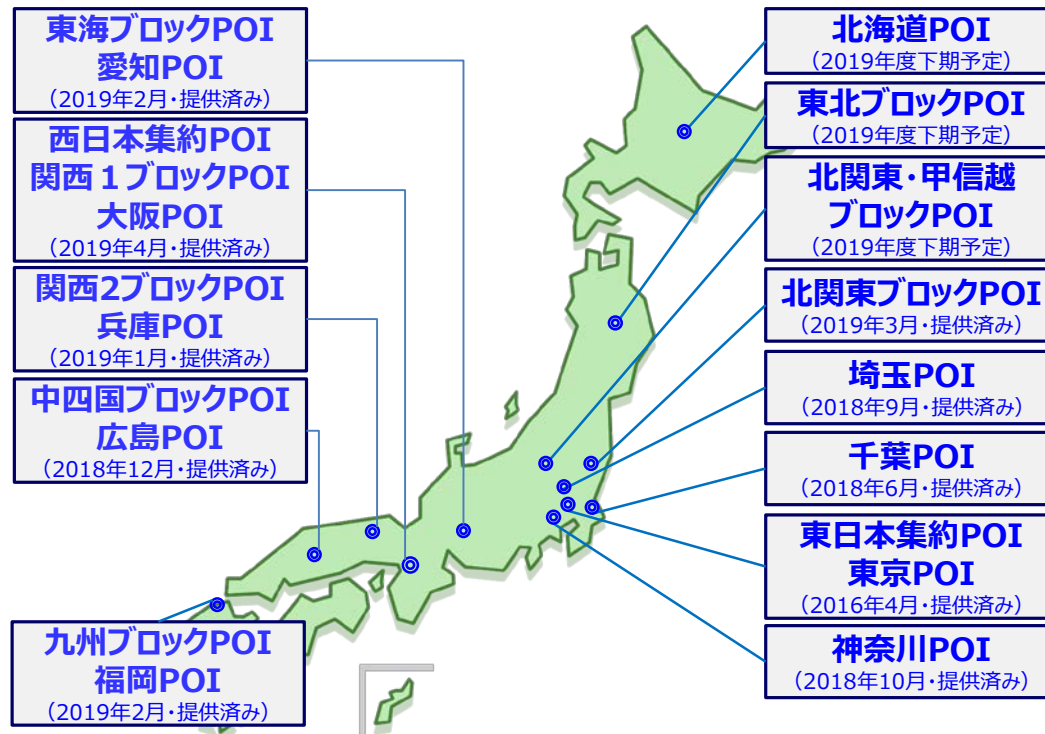 東海ブロックPOI
愛知POI
（2019年2月・提供済み）
西日本集約POI
関西１ブロックPOI
大阪POI
（2019年4月・提供済み）
関西2ブロックPOI
兵庫POI
（2019年1月・提供済み）
中四国ブロックPOI
広島POI
（2018年12月・提供済み）
九州ブロックPOI
福岡POI
（2019年2月・提供済み）
北海道POI
（2019年度下期予定）
東北ブロックPOI
（2019年度下期予定）
北関東・甲信越
ブロックPOI
（2019年度下期予定）
北関東ブロックPOI
（2019年3月・提供済み）
埼玉POI
（2018年9月・提供済み）
千葉POI
（2018年6月・提供済み）
東日本集約POI
東京POI
（2016年4月・提供済み）
神奈川POI
（2018年10月・提供済み）